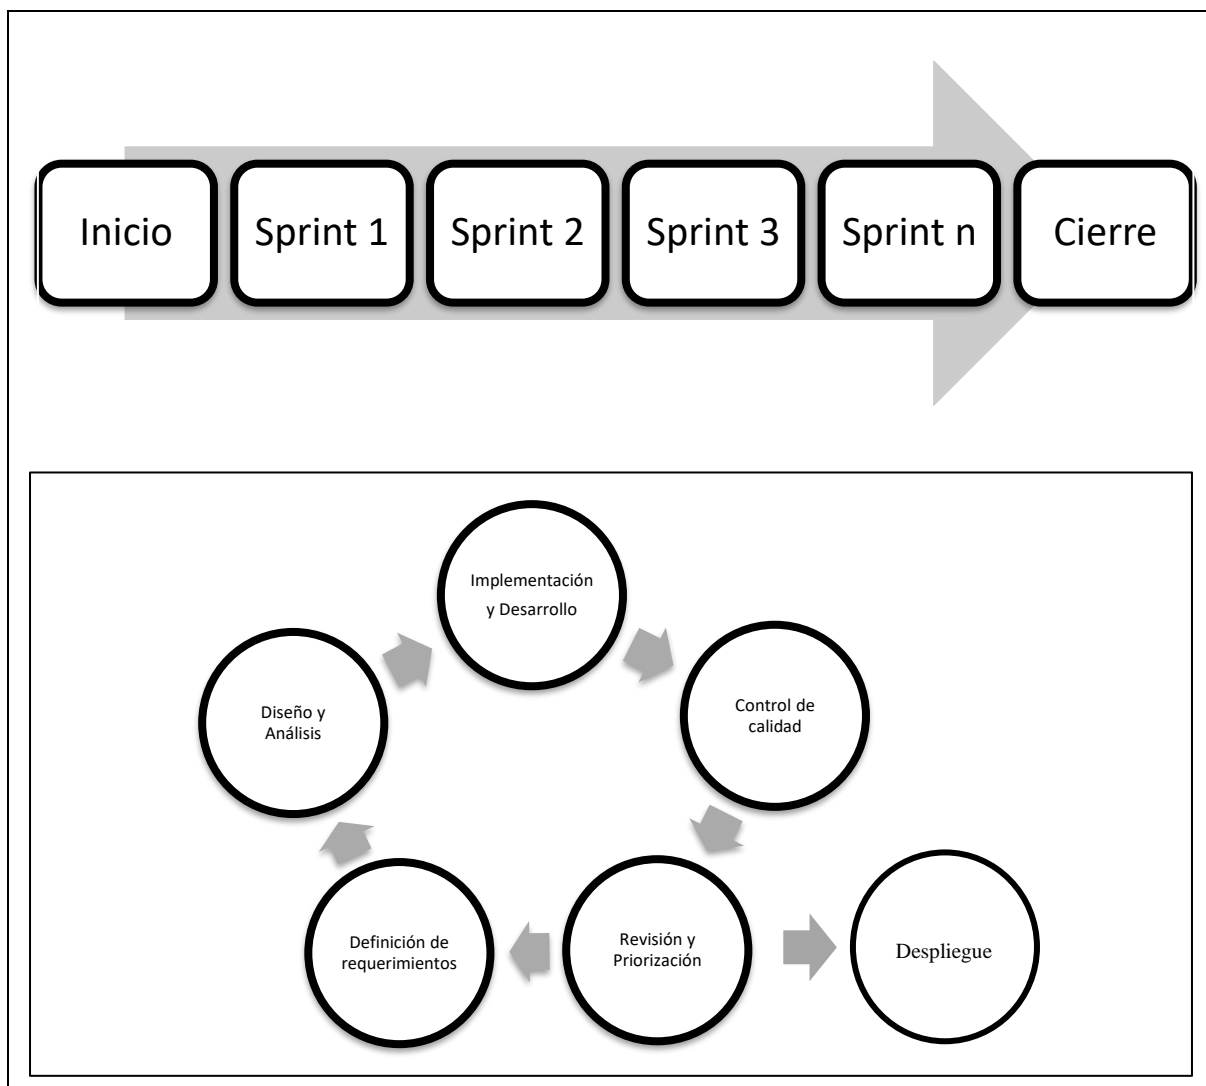 Inicio
Sprint 1
Sprint 2
Sprint 3
Sprint n
Cierre
Implementación
y Desarrollo
Diseño y
Análisis
Control de
calidad
Definición de
requerimientos
Revisión y
Priorización
Despliegue